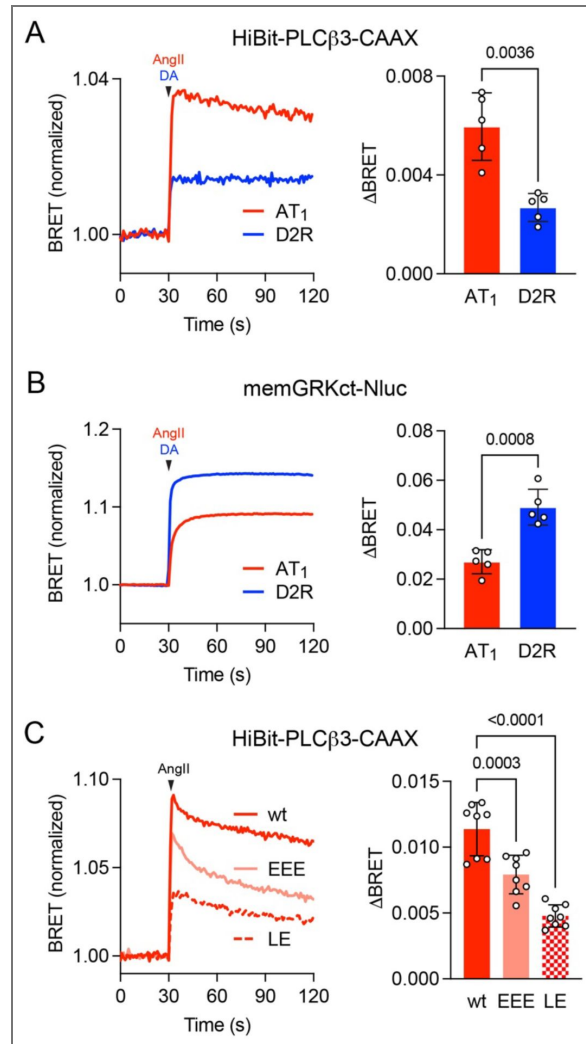 A
HiBit-PLCβ3-CAAX
AngII
DA
BRET (normalized)
1.04
1.00
AT1
D2R
0 30 60 90 120
Time (s)
0.0036
ΔBRET
0.008
0.004
0.000
AT1 D2R
B
memGRKct-Nluc
AngII
DA
BRET (normalized)
1.2
1.1
1.0
AT1
D2R
0 30 60 90 120
Time (s)
0.0008
ΔBRET
0.08
0.06
0.04
0.02
0.00
AT1 D2R
C
HiBit-PLCβ3-CAAX
AngII
BRET (normalized)
1.10
1.05
1.00
wt
EEE
LE
0 30 60 90 120
Time (s)
<0.0001
0.0003
ΔBRET
0.015
0.010
0.005
0.000
wt EEE LE